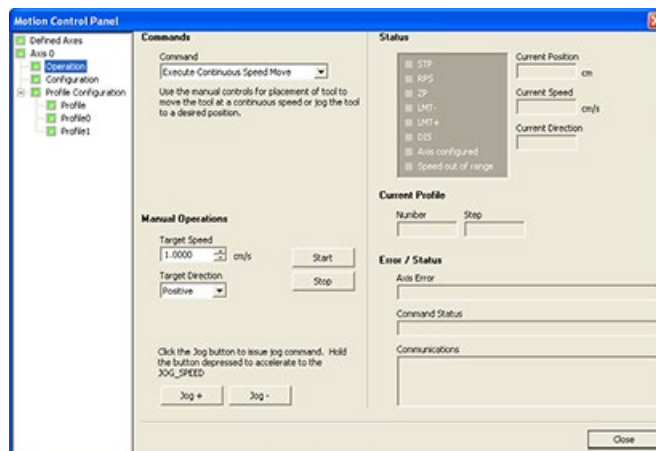 Motion Control Panel
Defined Axes
Axis 0
Operation
Configuration
Profile Configuration
Profile
Profile0
Profile1
Commands
Command
Execute Continuous Speed Move
Use the manual controls for placement of tool to
move the tool at a continuous speed or jog the tool
to a desired position.
Manual Operations
Target Speed
1.0000 cm/s
Start
Target Direction
Stop
Positive
Click the Jog button to issue jog command. Hold
the button depressed to accelerate to the
JOG_SPEED
Jog +
Jog -
Status
STP
RPS
ZP
LMT-
LMT+
DIS
Axis configured
Speed out of range
Current Position
cm
Current Speed
cm/s
Current Direction
Current Profile
Number Step
Error / Status
Axis Error
Command Status
Communications
Close